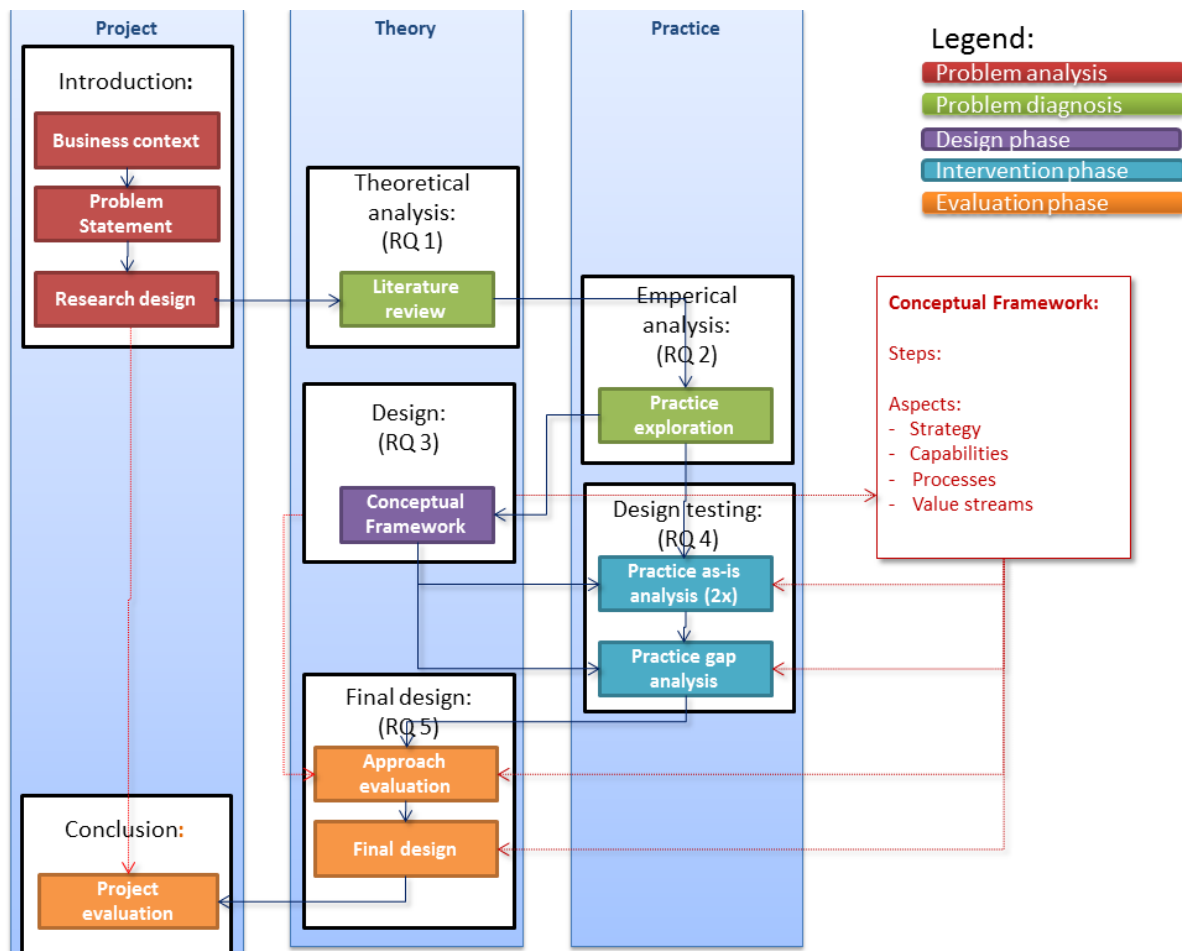 Project
Theory
Practice
Legend:
Problem analysis
Problem diagnosis
Design phase
Intervention phase
Evaluation phase
Introduction:
Business context
Problem
Statement
Research design
Theoretical
analysis:
(RQ 1)
Literature
review
Emperical
analysis:
(RQ 2)
Practice
exploration
Design:
(RQ 3)
Conceptual
Framework
Design testing:
(RQ 4)
Practice as-is
analysis (2x)
Practice gap
analysis
Final design:
(RQ 5)
Approach
evaluation
Final design
Conclusion:
Project
evaluation
Conceptual Framework:
Steps:
Aspects:
- Strategy
- Capabilities
- Processes
- Value streams